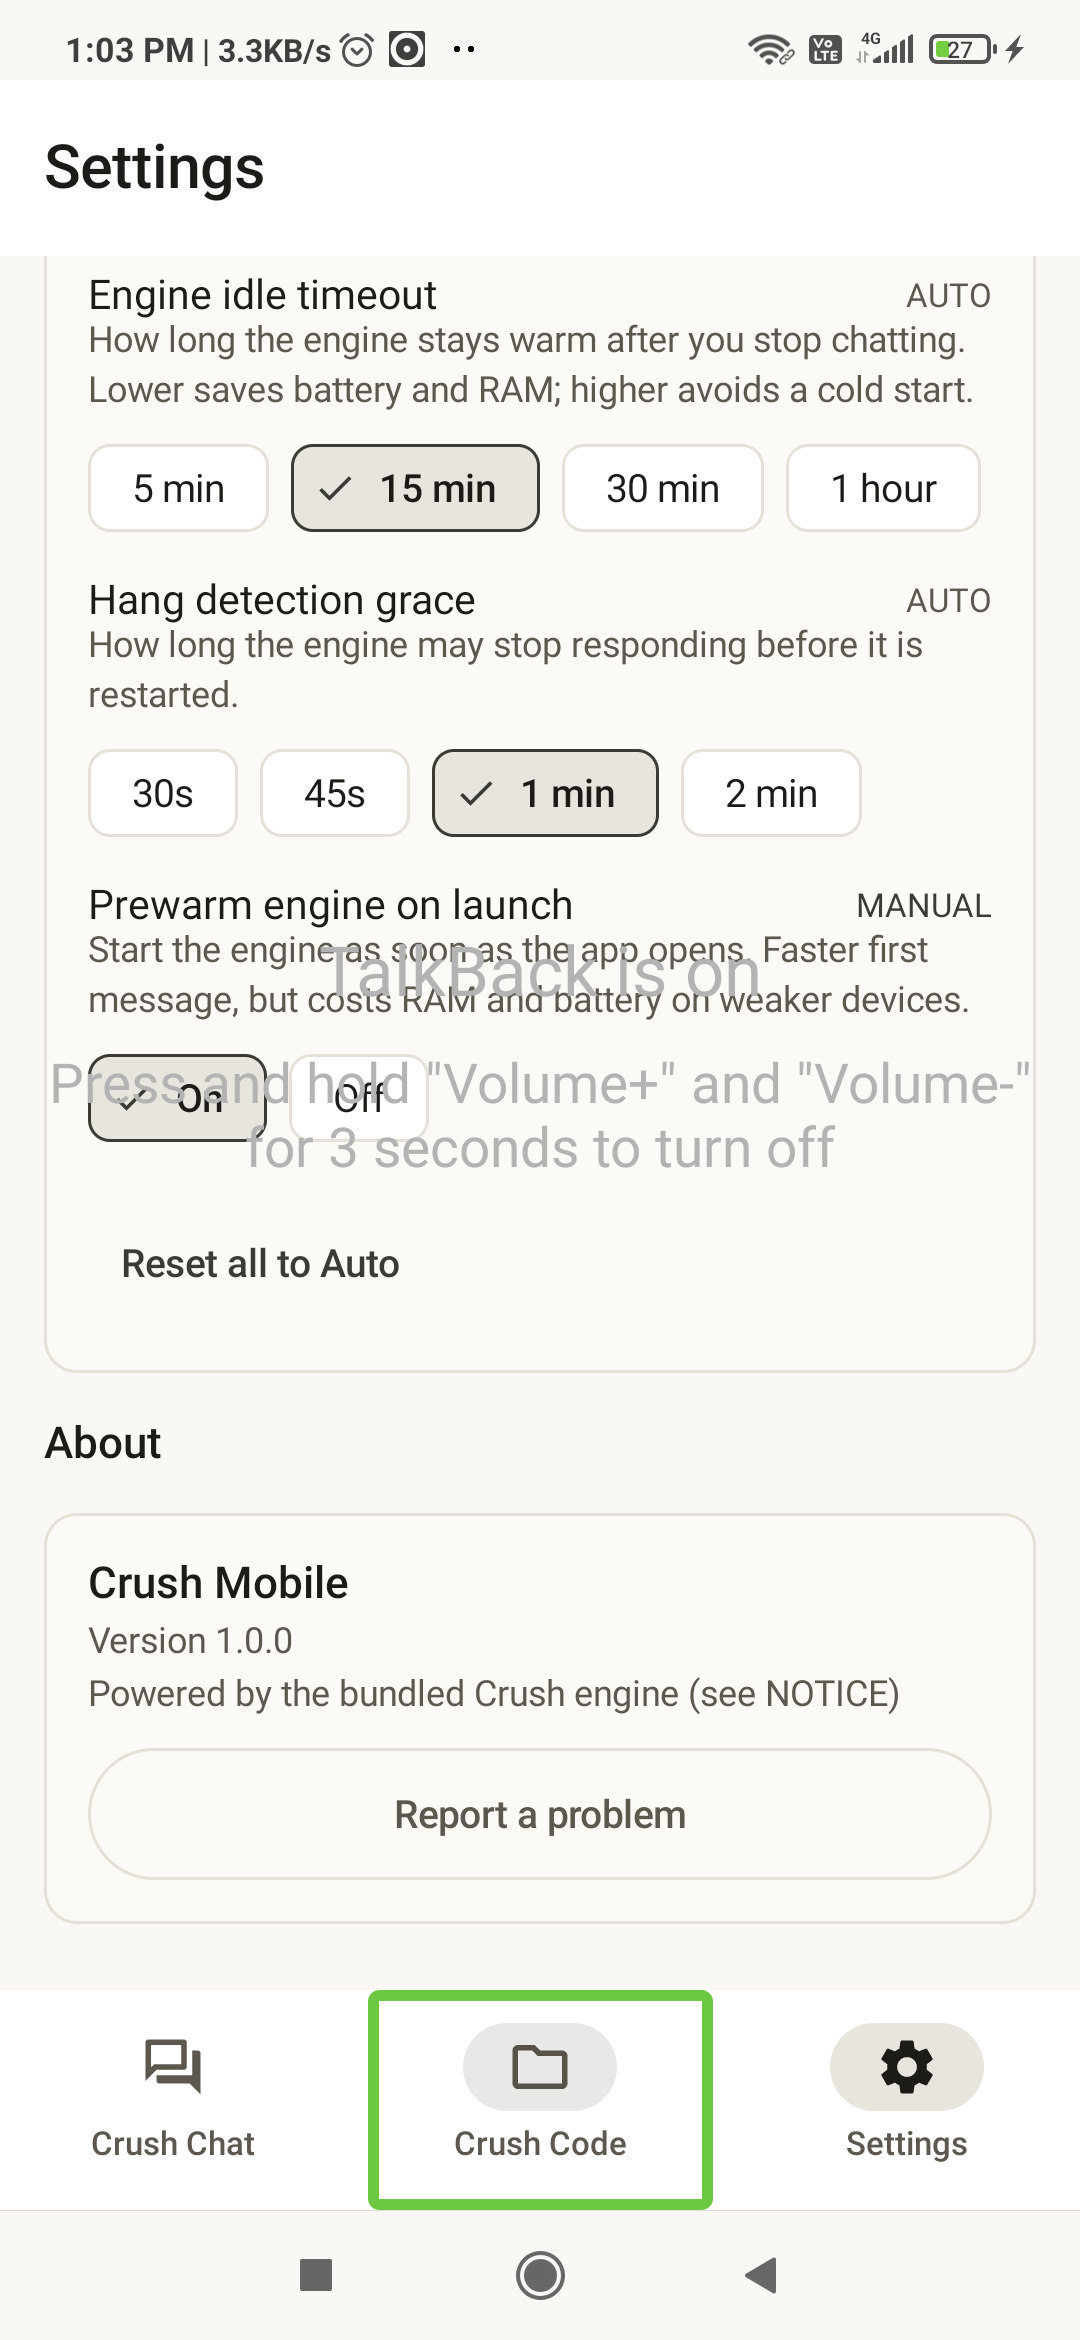 1:03 PM | 3.3KB/s
Vo LTE
4G
27
Settings
Engine idle timeout
AUTO
How long the engine stays warm after you stop chatting.
Lower saves battery and RAM; higher avoids a cold start.
5 min
15 min
30 min
1 hour
Hang detection grace
AUTO
How long the engine may stop responding before it is
restarted.
30s
45s
1 min
2 min
Prewarm engine on launch
MANUAL
Start the engine as soon as the app opens. Faster first
message, but costs RAM and battery on weaker devices.
TalkBack is on
On
Off
Press and hold "Volume+" and "Volume-"
for 3 seconds to turn off
Reset all to Auto
About
Crush Mobile
Version 1.0.0
Powered by the bundled Crush engine (see NOTICE)
Report a problem
Crush Chat
Crush Code
Settings